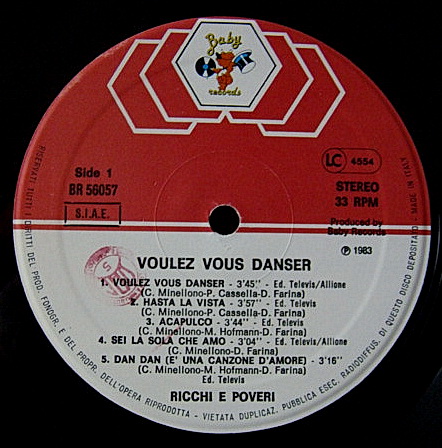 Baby
records
Side 1
BR 56057
S.I.A.E.
LC 4554
STEREO
33 RPM
Produced by
Baby Records
℗ 1983
VOULEZ VOUS DANSER
1. VOULEZ VOUS DANSER - 3'45'' - Ed. Televis/Allione
(C. Minellono-P. Cassella-D. Farina)
2. HASTA LA VISTA - 3'57'' - Ed. Televis
(C. Minellono-P. Cassella-D. Farina)
3. ACAPULCO - 3'44'' - Ed. Televis
(C. Minellono-M. Hofmann-D. Farina)
4. SEI LA SOLA CHE AMO - 3'04'' - Ed. Televis/Allione
(C. Minellono-M. Hofmann-D. Farina)
5. DAN DAN (E' UNA CANZONE D'AMORE) - 3'16''
(C. Minellono-M. Hofmann-D. Farina)
Ed. Televis
RICCHI E POVERI
RISERVATI TUTTI I DIRITTI DEL PROD. FONOGR. E DEL PROPR. DELL'OPERA RIPRODOTTA - VIETATA DUPLICAZ. PUBBLICA ESEC. RADIODIFFUS. DI QUESTO DISCO DEPOSITATO - MADE IN ITALY